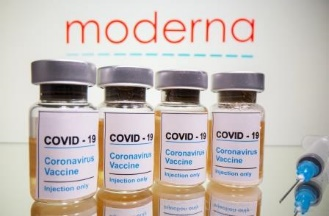 moderna
COVID - 19
Coronavirus
Vaccine
Injection only
COVID - 19
Coronavirus
Vaccine
Injection only
COVID - 19
Coronavirus
Vaccine
Injection only
COVID - 19
Coronavirus
Vaccine
Injection only